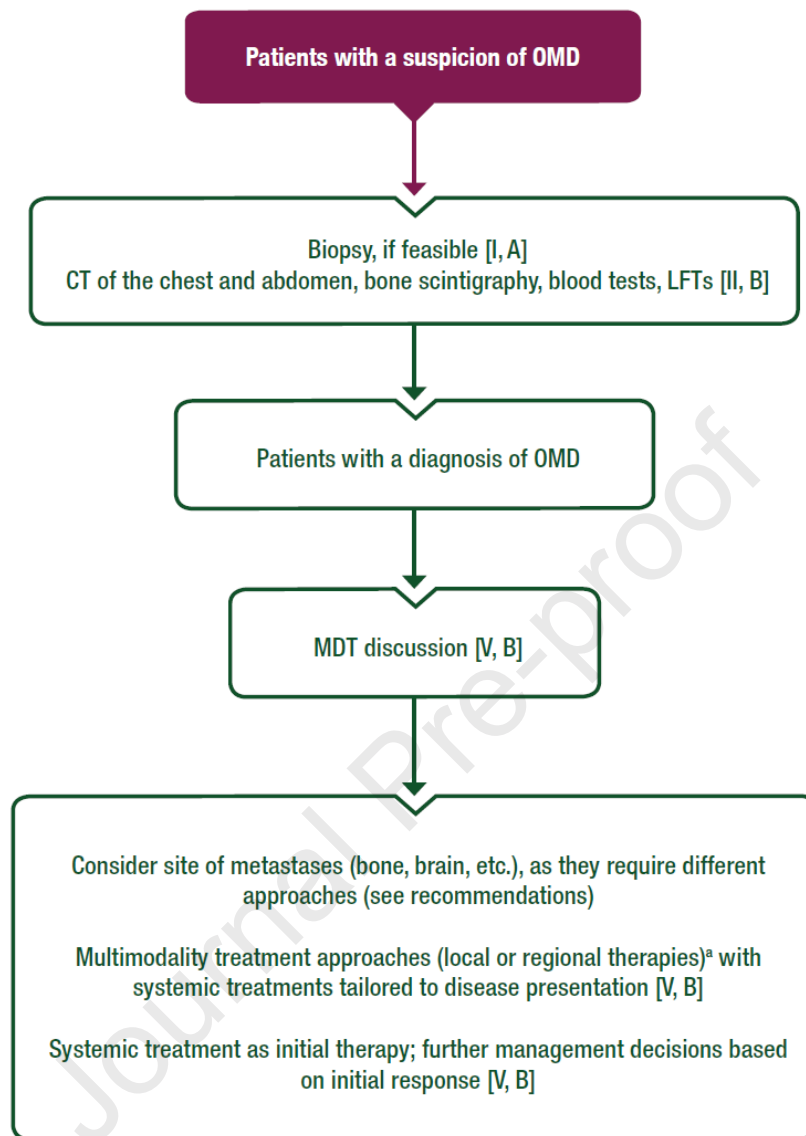 Patients with a suspicion of OMD
Biopsy, if feasible [I, A]
CT of the chest and abdomen, bone scintigraphy, blood tests, LFTs [II, B]
Patients with a diagnosis of OMD
MDT discussion [V, B]
Consider site of metastases (bone, brain, etc.), as they require different
approaches (see recommendations)
Multimodality treatment approaches (local or regional therapies)ᵃ with
systemic treatments tailored to disease presentation [V, B]
Systemic treatment as initial therapy; further management decisions based
on initial response [V, B]
Journal Pre-proof